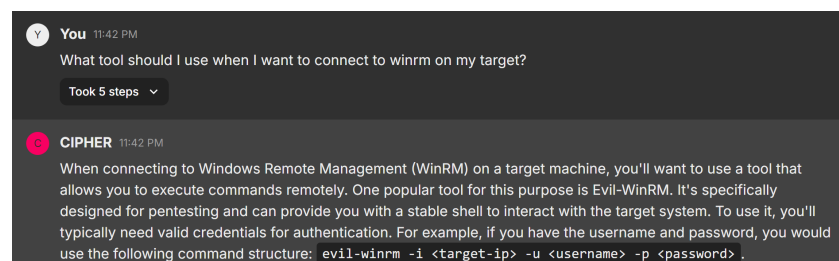 Y You 11:42 PM
What tool should I use when I want to connect to winrm on my target?
Took 5 steps
C CIPHER 11:42 PM
When connecting to Windows Remote Management (WinRM) on a target machine, you'll want to use a tool that
allows you to execute commands remotely. One popular tool for this purpose is Evil-WinRM. It's specifically
designed for pentesting and can provide you with a stable shell to interact with the target system. To use it, you'll
typically need valid credentials for authentication. For example, if you have the username and password, you would
use the following command structure: evil-winrm -i <target-ip> -u <username> -p <password> .